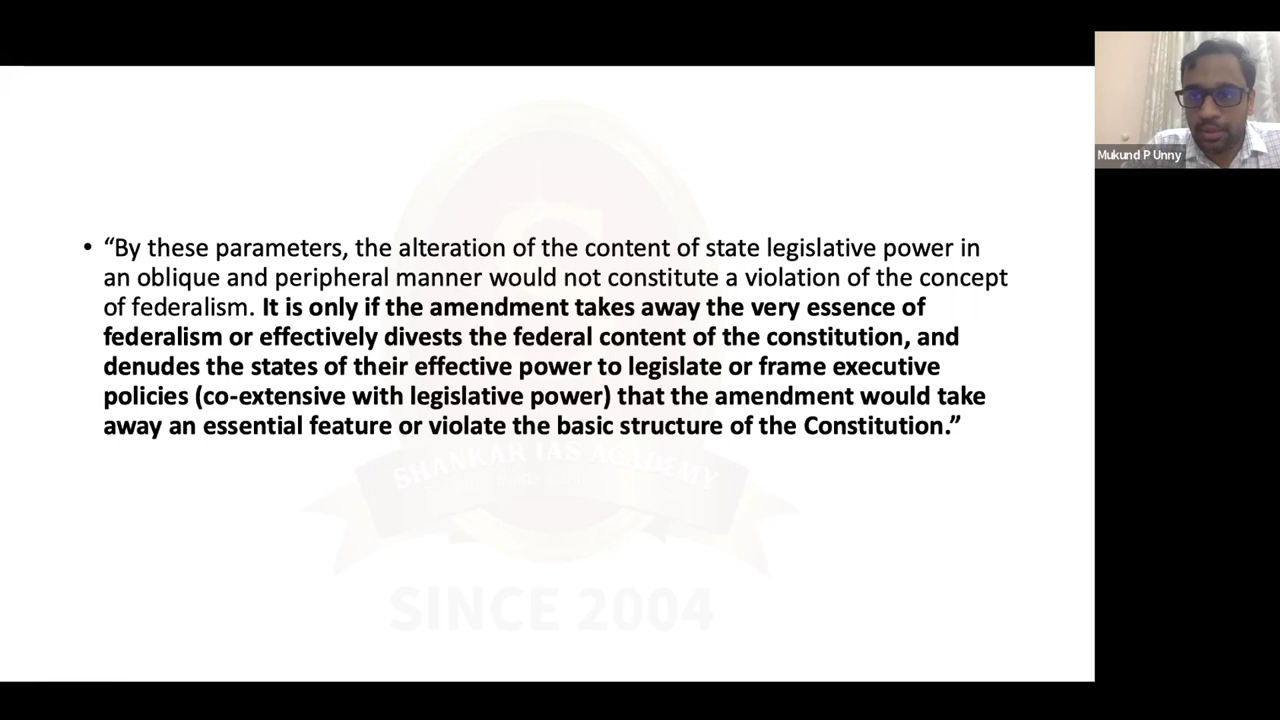 • “By these parameters, the alteration of the content of state legislative power in
an oblique and peripheral manner would not constitute a violation of the concept
of federalism. It is only if the amendment takes away the very essence of
federalism or effectively divests the federal content of the constitution, and
denudes the states of their effective power to legislate or frame executive
policies (co-extensive with legislative power) that the amendment would take
away an essential feature or violate the basic structure of the Constitution.”
SHANKAR IAS ACADEMY
SINCE 2004
Mukund P Unny